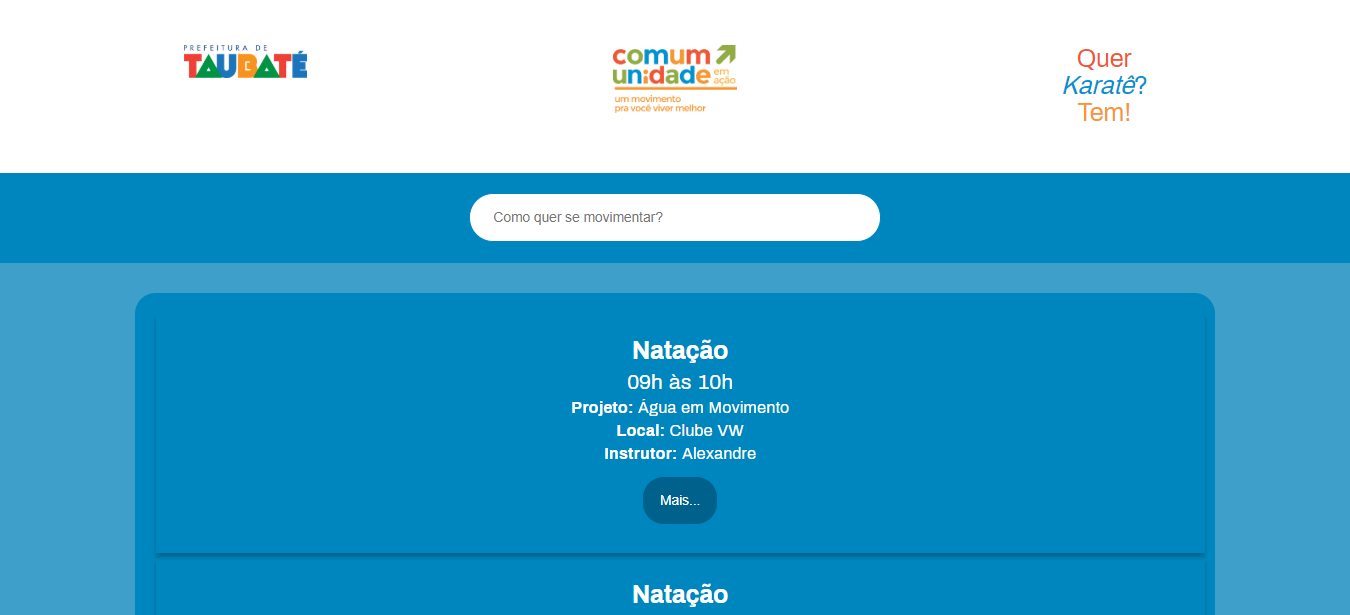 PREFEITURA DE
TAUBATÉ
comum
unidade em ação
um movimento
pra você viver melhor
Quer
Karatê?
Tem!
Como quer se movimentar?
Natação
09h às 10h
Projeto: Água em Movimento
Local: Clube VW
Instrutor: Alexandre
Mais...
Natação